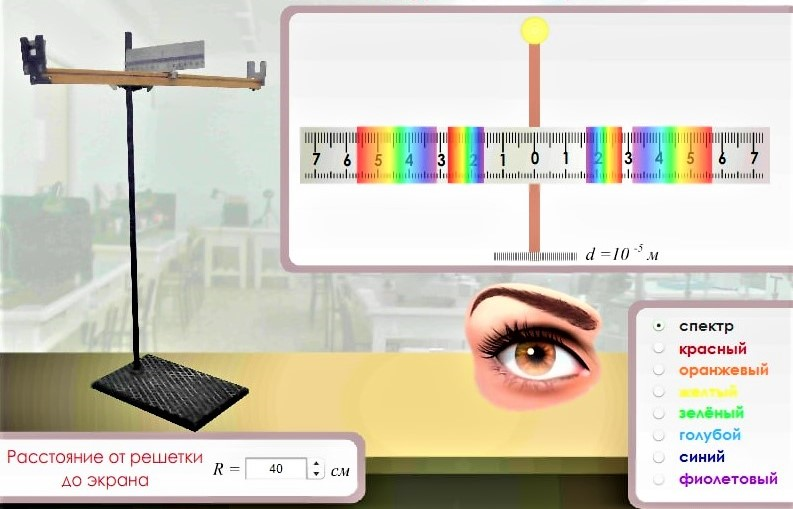 7 6 5 4 3 2 1 0 1 2 3 4 5 6 7
d =10 ⁻⁵ м
спектр
красный
оранжевый
желтый
зелёный
голубой
синий
фиолетовый
Расстояние от решетки
до экрана
R = 40 см